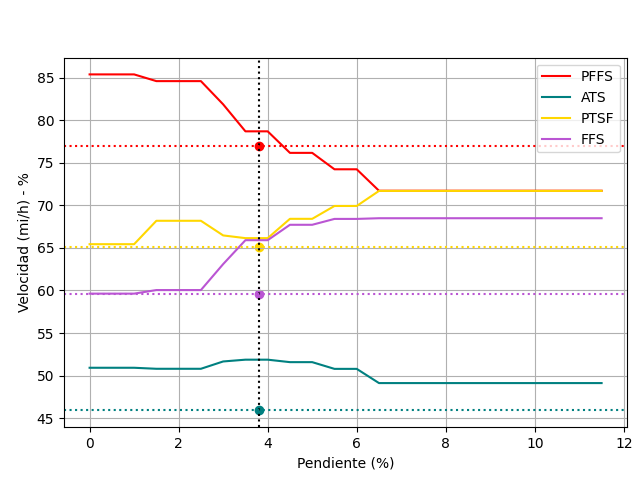 PFFS
ATS
PTSF
FFS
85
80
75
70
65
60
55
50
45
Velocidad (mi/h) - %
0 2 4 6 8 10 12
Pendiente (%)